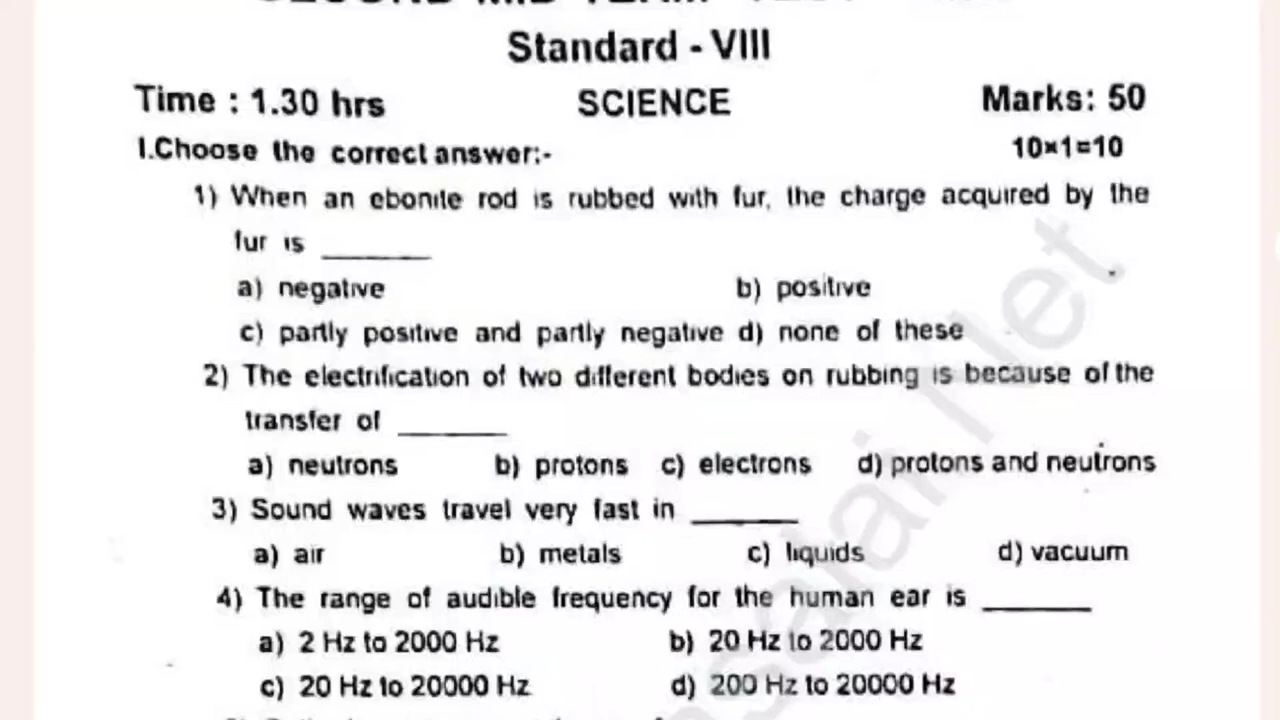 Standard - VIII
Time : 1.30 hrs SCIENCE Marks: 50
I.Choose the correct answer:- 10×1=10
1) When an ebonite rod is rubbed with fur, the charge acquired by the
fur is ______
a) negative b) positive
c) partly positive and partly negative d) none of these
2) The electrification of two different bodies on rubbing is because of the
transfer of ______
a) neutrons b) protons c) electrons d) protons and neutrons
3) Sound waves travel very fast in ______
a) air b) metals c) liquids d) vacuum
4) The range of audible frequency for the human ear is ______
a) 2 Hz to 2000 Hz b) 20 Hz to 2000 Hz
c) 20 Hz to 20000 Hz d) 200 Hz to 20000 Hz